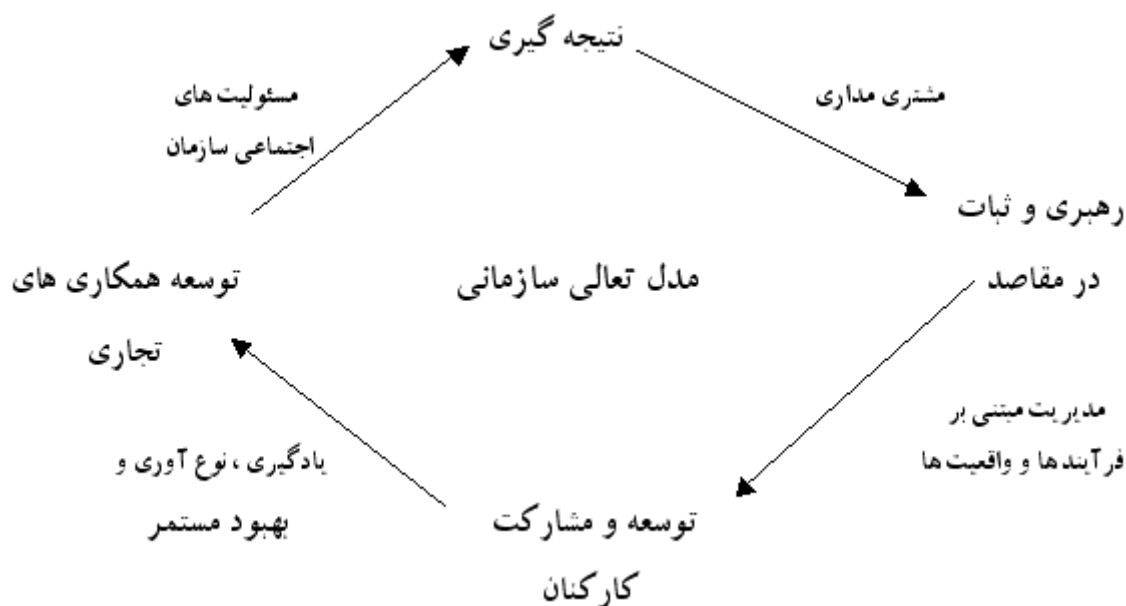 نتیجه گیری
مشتری مداری
مسئولیت های
اجتماعی سازمان
رهبری و ثبات
در مقاصد
مدل تعالی سازمانی
توسعه همکاری های
تجاری
مدیریت مبتنی بر
فرآیندها و واقعیت ها
یادگیری ، نوع آوری و
بهبود مستمر
توسعه و مشارکت
کارکنان